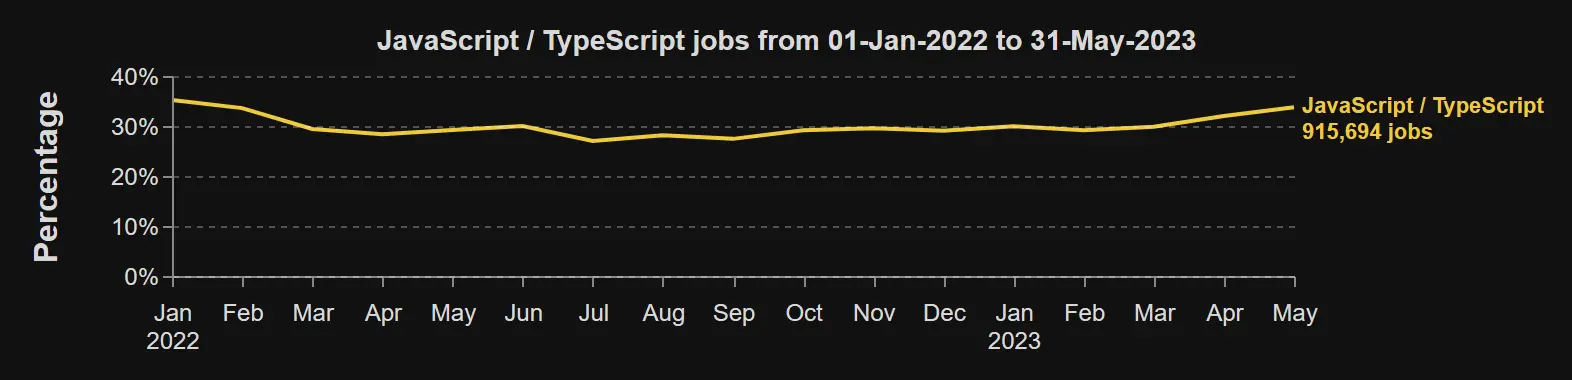 JavaScript / TypeScript jobs from 01-Jan-2022 to 31-May-2023
Percentage
40%
30%
20%
10%
0%
JavaScript / TypeScript
915,694 jobs
Jan Feb Mar Apr May Jun Jul Aug Sep Oct Nov Dec Jan Feb Mar Apr May
2022 2023